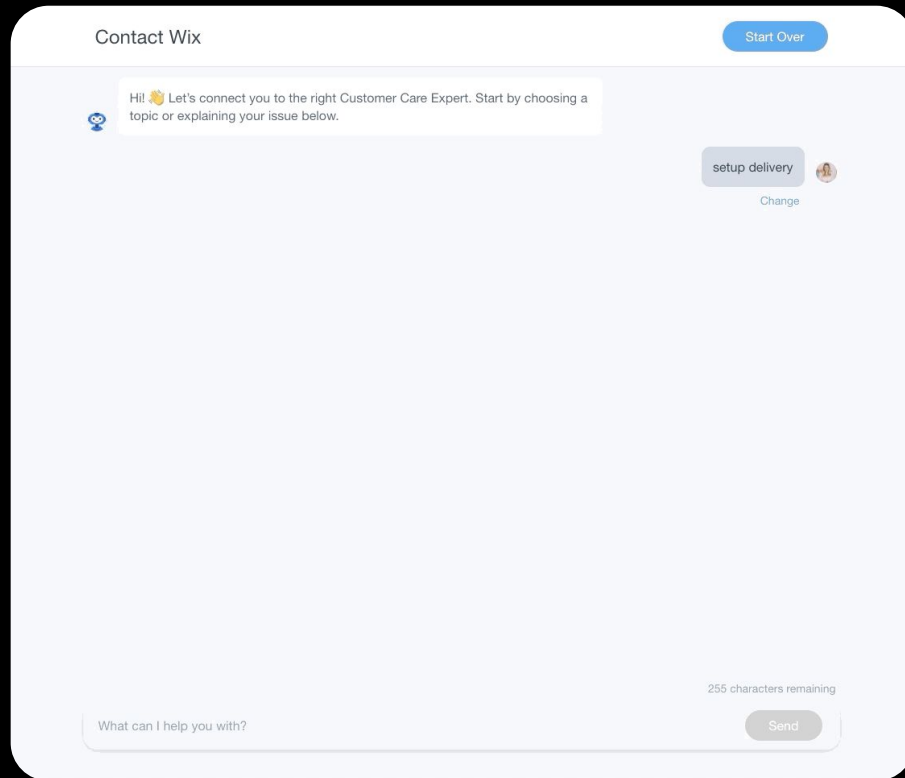 Contact Wix
Start Over
Hi! 👋 Let's connect you to the right Customer Care Expert. Start by choosing a
topic or explaining your issue below.
setup delivery
Change
255 characters remaining
What can I help you with?
Send